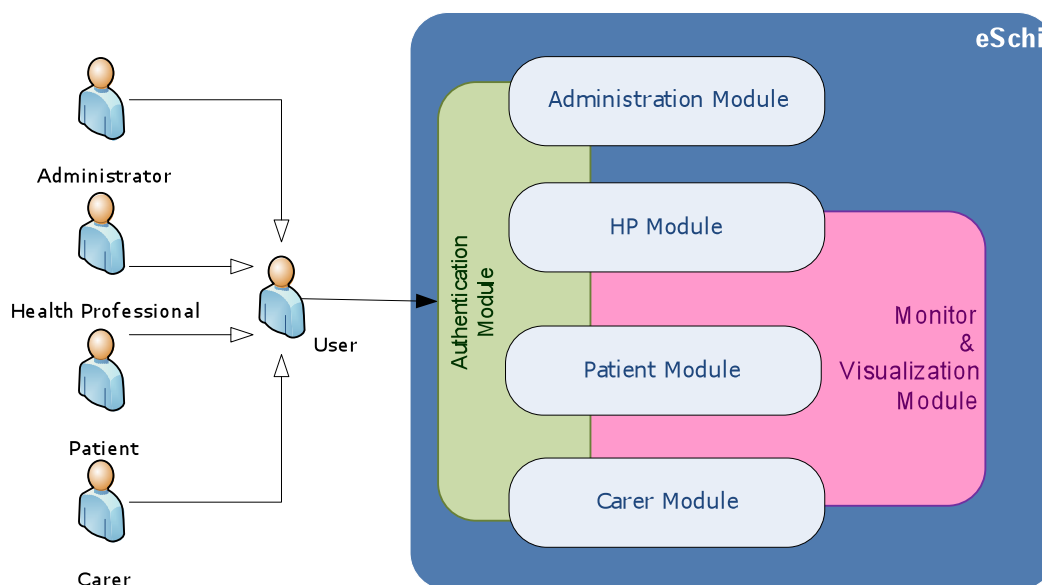 eSchi
Administration Module
Administrator
HP Module
Authentication
Module
Health Professional
User
Monitor
&
Visualization
Module
Patient Module
Patient
Carer Module
Carer